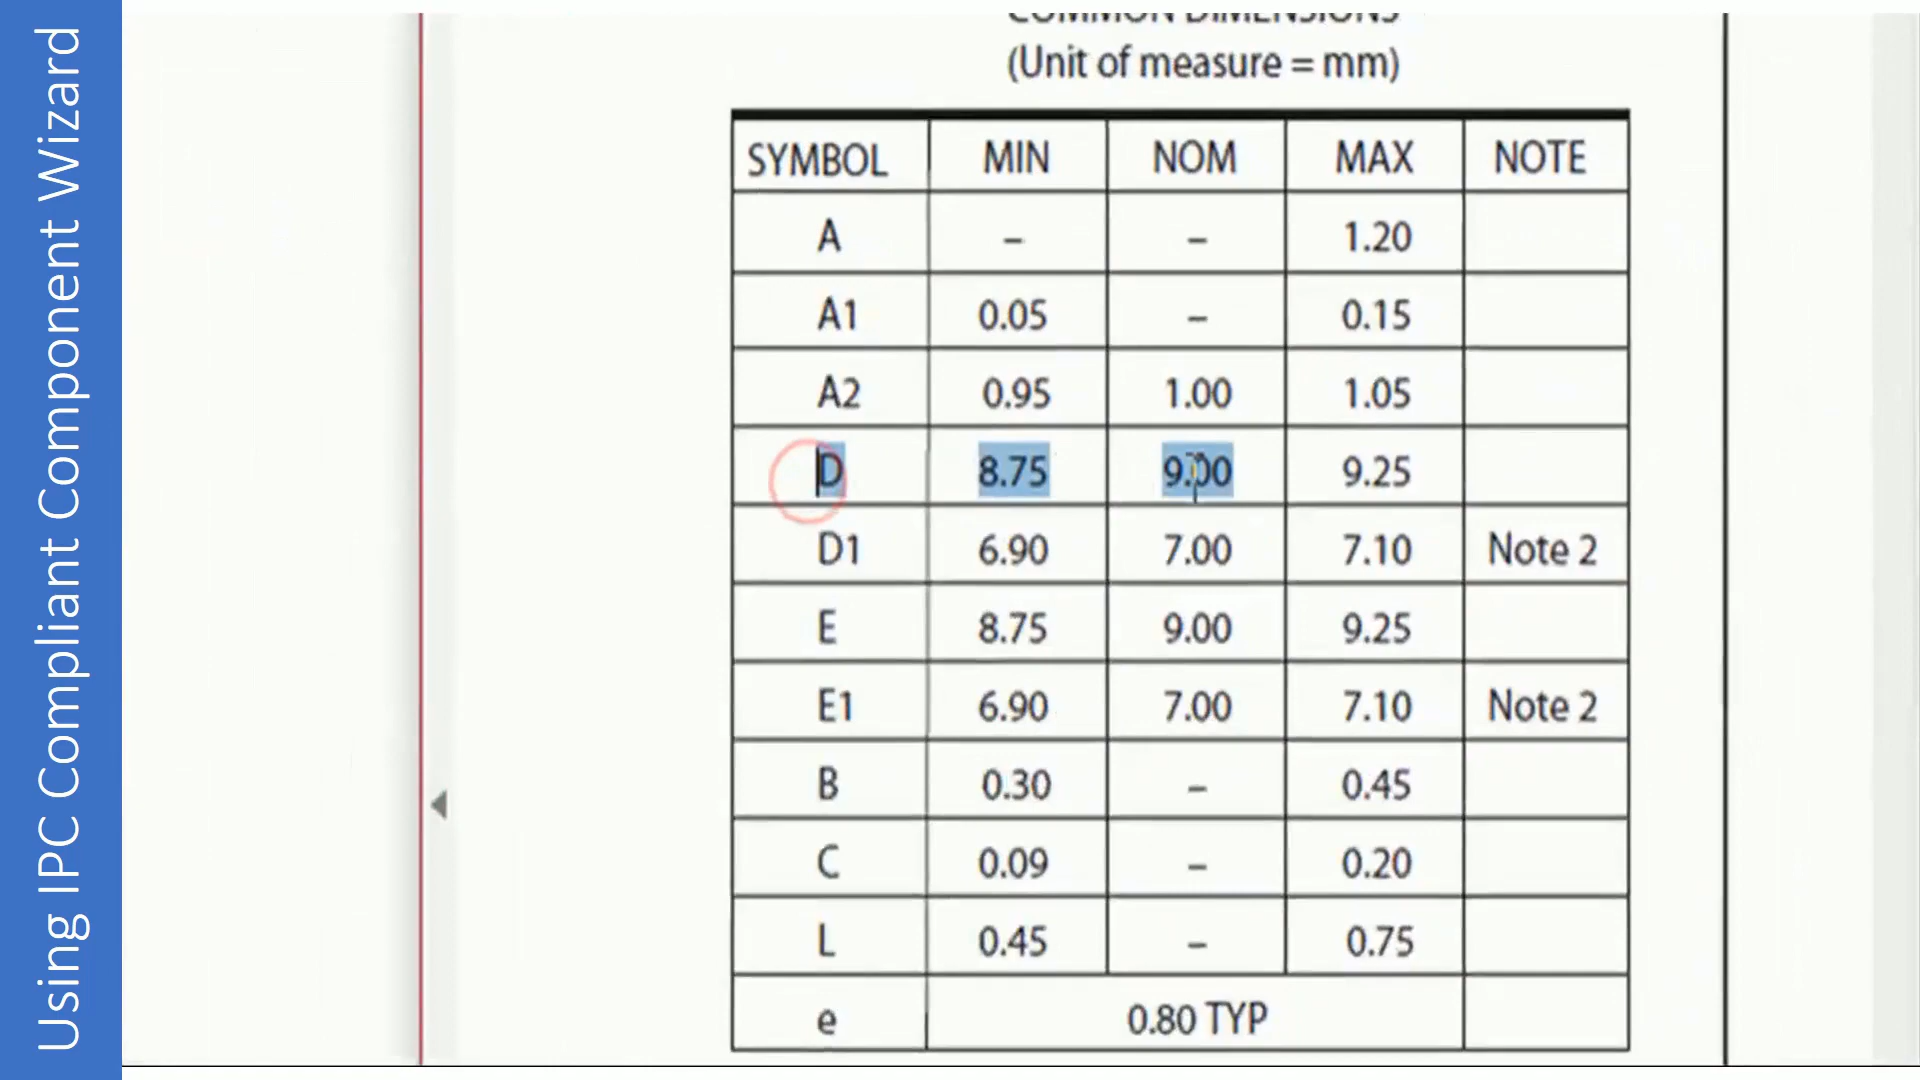 Using IPC Compliant Component Wizard
COMMON DIMENSIONS
(Unit of measure = mm)
SYMBOL MIN NOM MAX NOTE
A – – 1.20
A1 0.05 – 0.15
A2 0.95 1.00 1.05
D 8.75 9.00 9.25
D1 6.90 7.00 7.10 Note 2
E 8.75 9.00 9.25
E1 6.90 7.00 7.10 Note 2
B 0.30 – 0.45
C 0.09 – 0.20
L 0.45 – 0.75
e 0.80 TYP